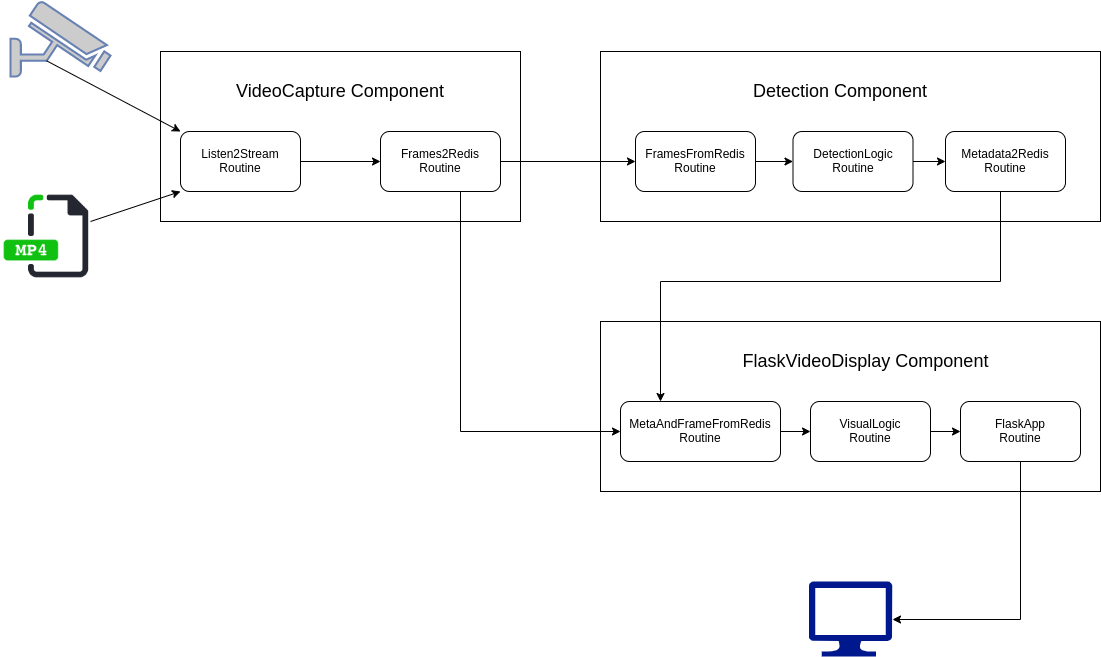 VideoCapture Component
Listen2Stream
Routine
Frames2Redis
Routine
Detection Component
FramesFromRedis
Routine
DetectionLogic
Routine
Metadata2Redis
Routine
MP4
FlaskVideoDisplay Component
MetaAndFrameFromRedis
Routine
VisualLogic
Routine
FlaskApp
Routine